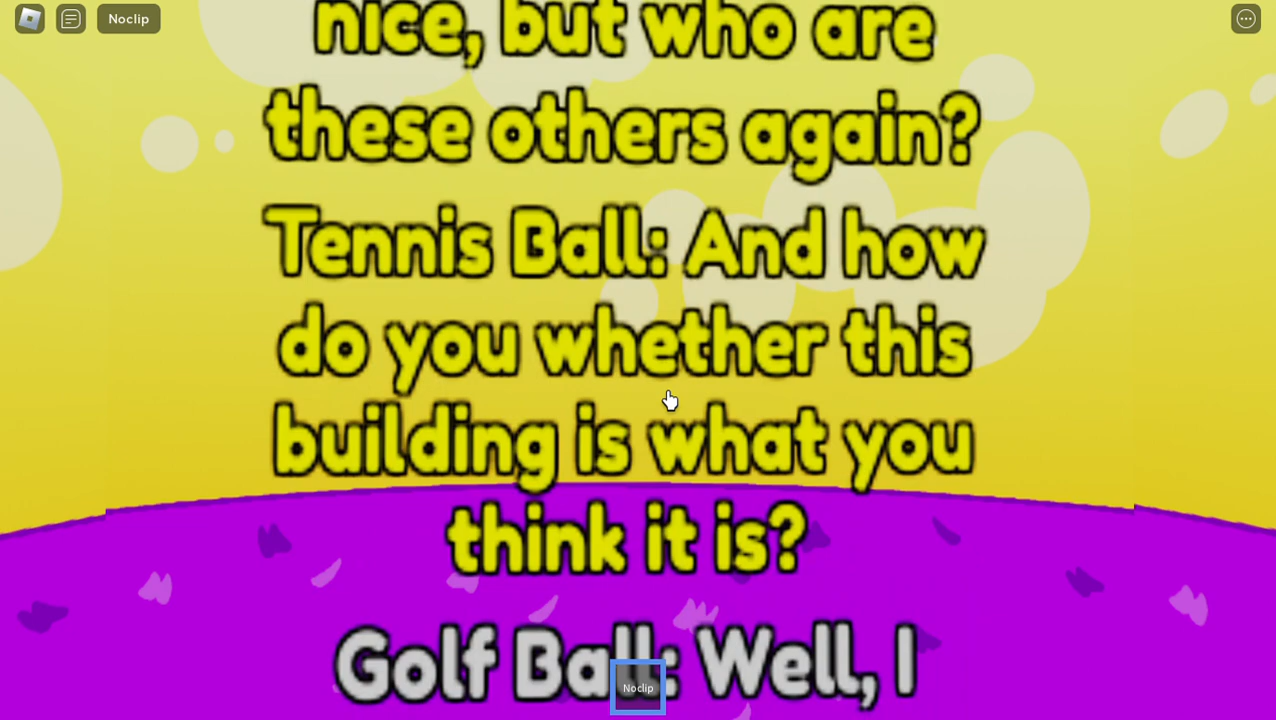 Noclip
nice, but who are
these others again?
Tennis Ball: And how
do you whether this
building is what you
think it is?
Golf Ball: Well, I
Noclip